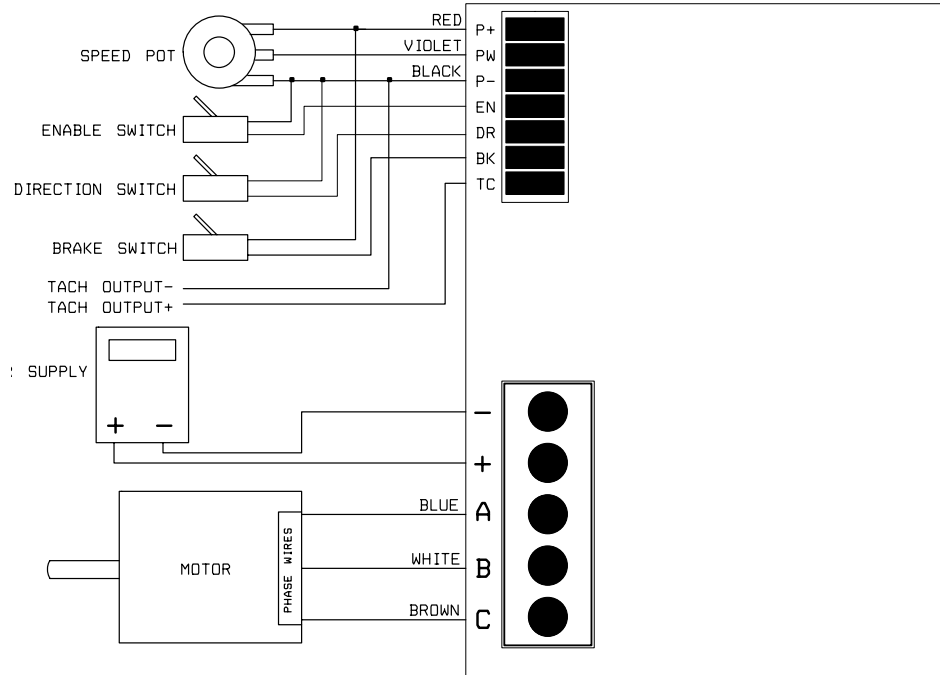 RED
P+
VIOLET
PW
SPEED POT
BLACK
P-
EN
ENABLE SWITCH
DR
BK
DIRECTION SWITCH
TC
BRAKE SWITCH
TACH OUTPUT-
TACH OUTPUT+
SUPPLY
+ -
-
+
BLUE
A
PHASE WIRES
MOTOR
WHITE
B
BROWN
C